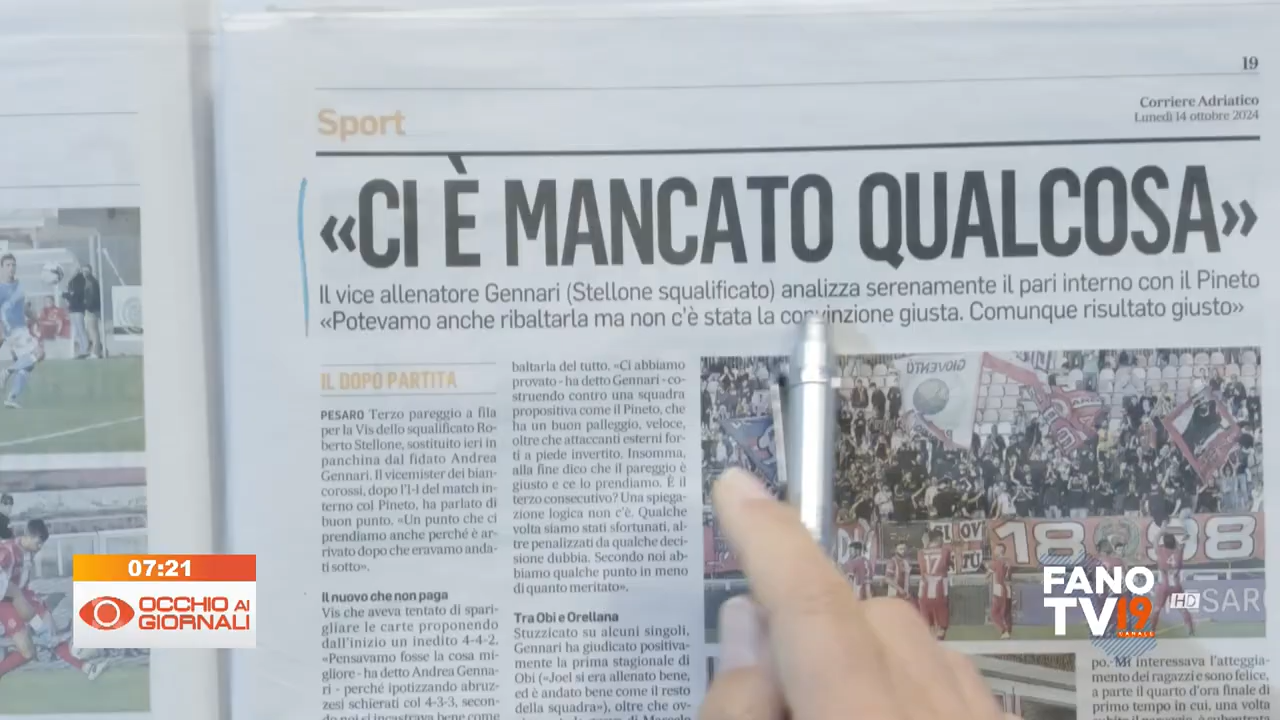 19
Corriere Adriatico
Lunedì 14 ottobre 2024
Sport
«CI È MANCATO QUALCOSA»
Il vice allenatore Gennari (Stellone squalificato) analizza serenamente il pari interno con il Pineto
«Potevamo anche ribaltarla ma non c'è stata la convinzione giusta. Comunque risultato giusto»
IL DOPO PARTITA
PESARO Terzo pareggio a fila
per la Vis dello squalificato Ro-
berto Stellone, sostituito ieri in
panchina dal fidato Andrea
Gennari. Il vicemister dei bian-
corossi, dopo l'1-1 del match in-
terno col Pineto, ha parlato di
buon punto. «Un punto che ci
prendiamo anche perché è ar-
rivato dopo che eravamo anda-
ti sotto».
Il nuovo che non paga
Vis che aveva tentato di spari-
gliare le carte proponendo
dall'inizio un inedito 4-4-2.
«Pensavamo fosse la cosa mi-
gliore - ha detto Andrea Genna-
ri - perché ipotizzando abruz-
zesi schierati col 4-3-3, secon-
do noi si incastrava bene come
baltarla del tutto. «Ci abbiamo
provato - ha detto Gennari - co-
struendo contro una squadra
propositiva come il Pineto, che
ha un buon palleggio, veloce,
oltre che attaccanti esterni for-
ti a piede invertito. Insomma,
alla fine dico che il pareggio è
giusto e ce lo prendiamo. È il
terzo consecutivo? Una spiega-
zione logica non c'è. Qualche
volta siamo stati sfortunati, al-
tre penalizzati da qualche deci-
sione dubbia. Secondo noi ab-
biamo qualche punto in meno
di quanto meritato».
Tra Obi e Orellana
Stuzzicato su alcuni singoli,
Gennari ha giudicato positiva-
mente la prima stagionale di
Obi («Joel si era allenato bene,
ed è andato bene come il resto
della squadra»), oltre che ov-
GIOVENTÙ
1898
17
po. Mi interessava l'atteggia-
mento dei ragazzi e sono felice,
a parte il quarto d'ora finale di
primo tempo in cui, una volta
07:21
OCCHIO AI
GIORNALI
FANO
TV19
CANALE
HD